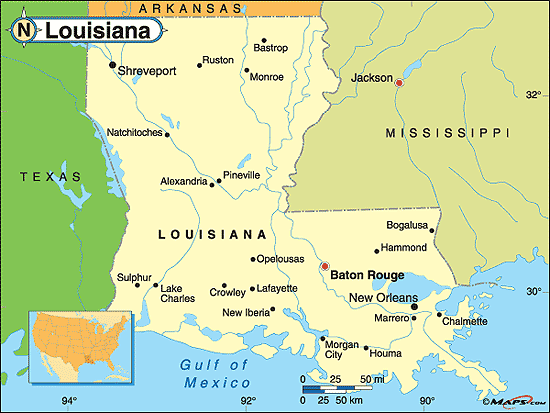 ARKANSAS
N Louisiana
Bastrop
Ruston
Shreveport
Monroe
Jackson
32°
Natchitoches
MISSISSIPPI
TEXAS
Pineville
Alexandria
Bogalusa
LOUISIANA
Hammond
Opelousas
Baton Rouge
Sulphur
Lake
Charles
Crowley
Lafayette
30°
New Orleans
New Iberia
Marrero
Chalmette
Morgan
City
Houma
Gulf of
Mexico
0 25 50 mi
0 25 50 km
94°
92°
90°
©MAPS.com